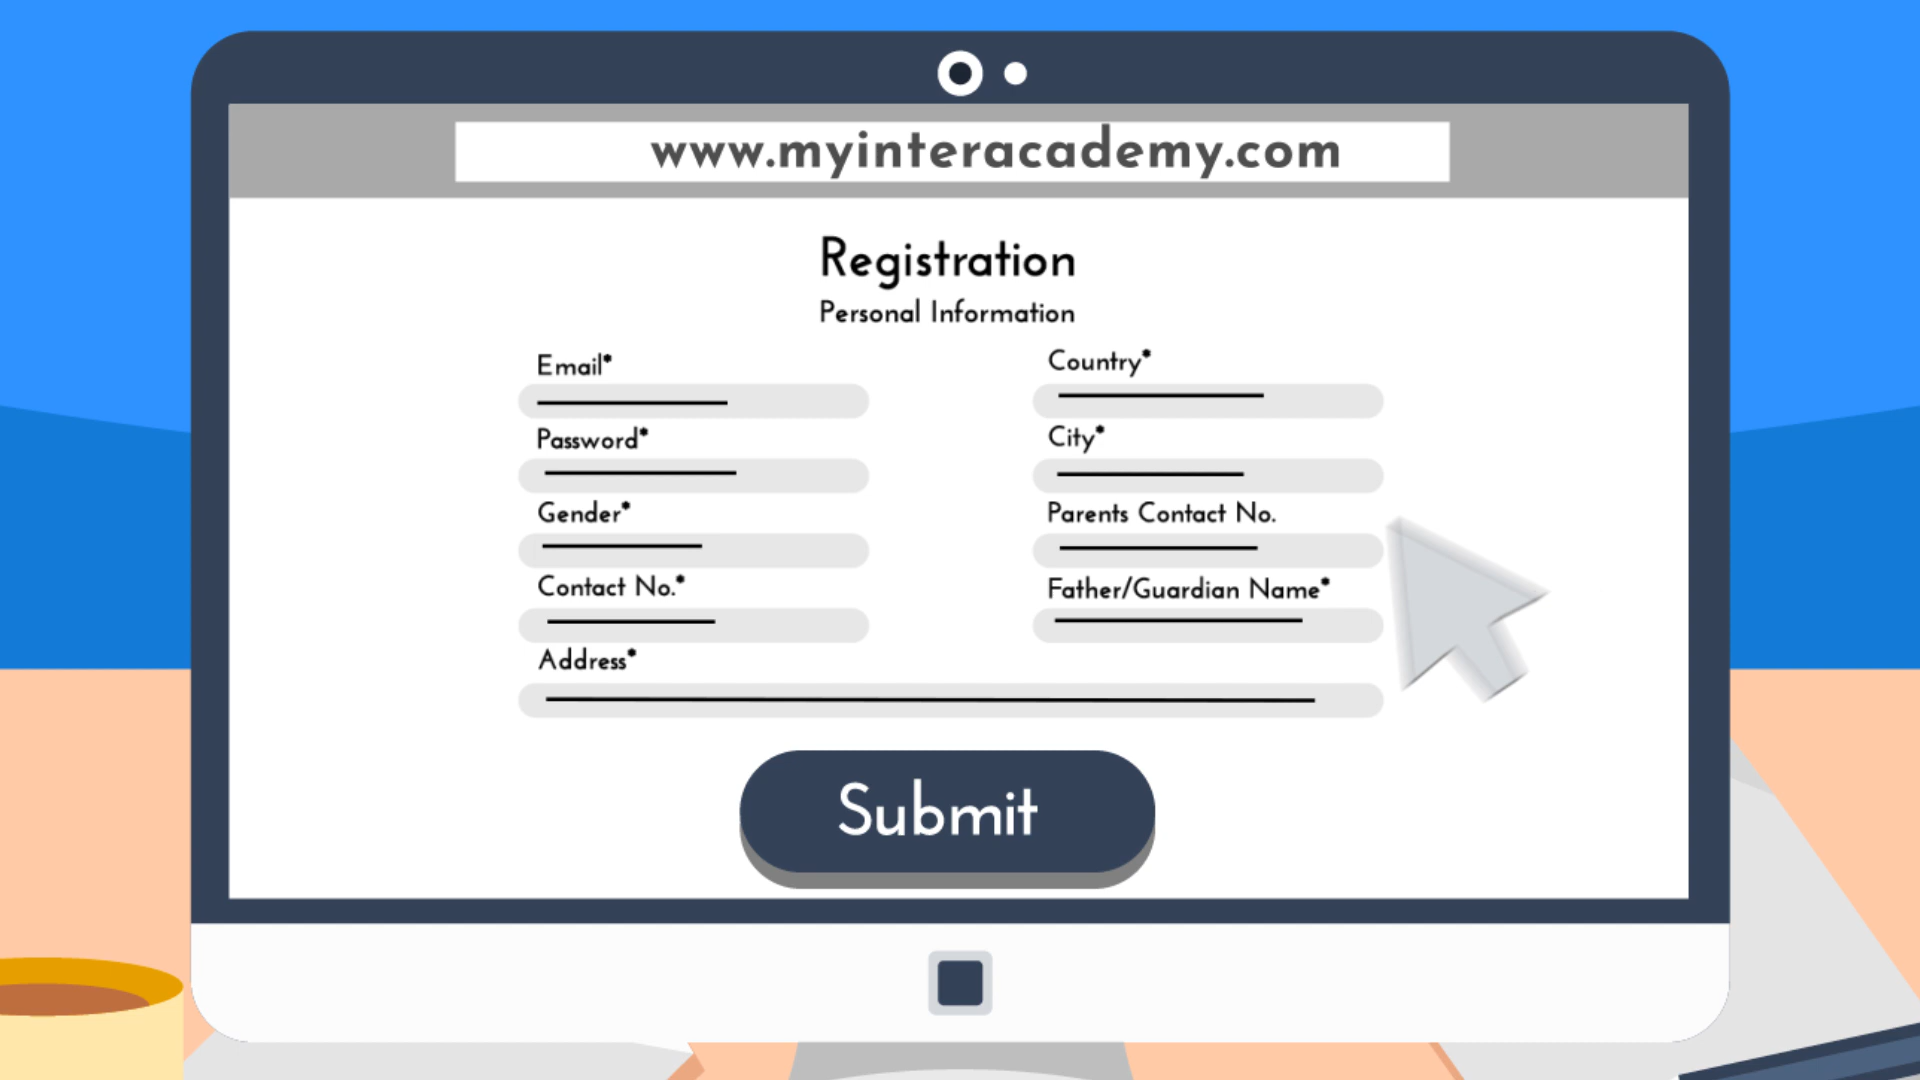 www.myinteracademy.com
Registration
Personal Information
Email*
Country*
Password*
City*
Gender*
Parents Contact No.
Contact No.*
Father/Guardian Name*
Address*
Submit